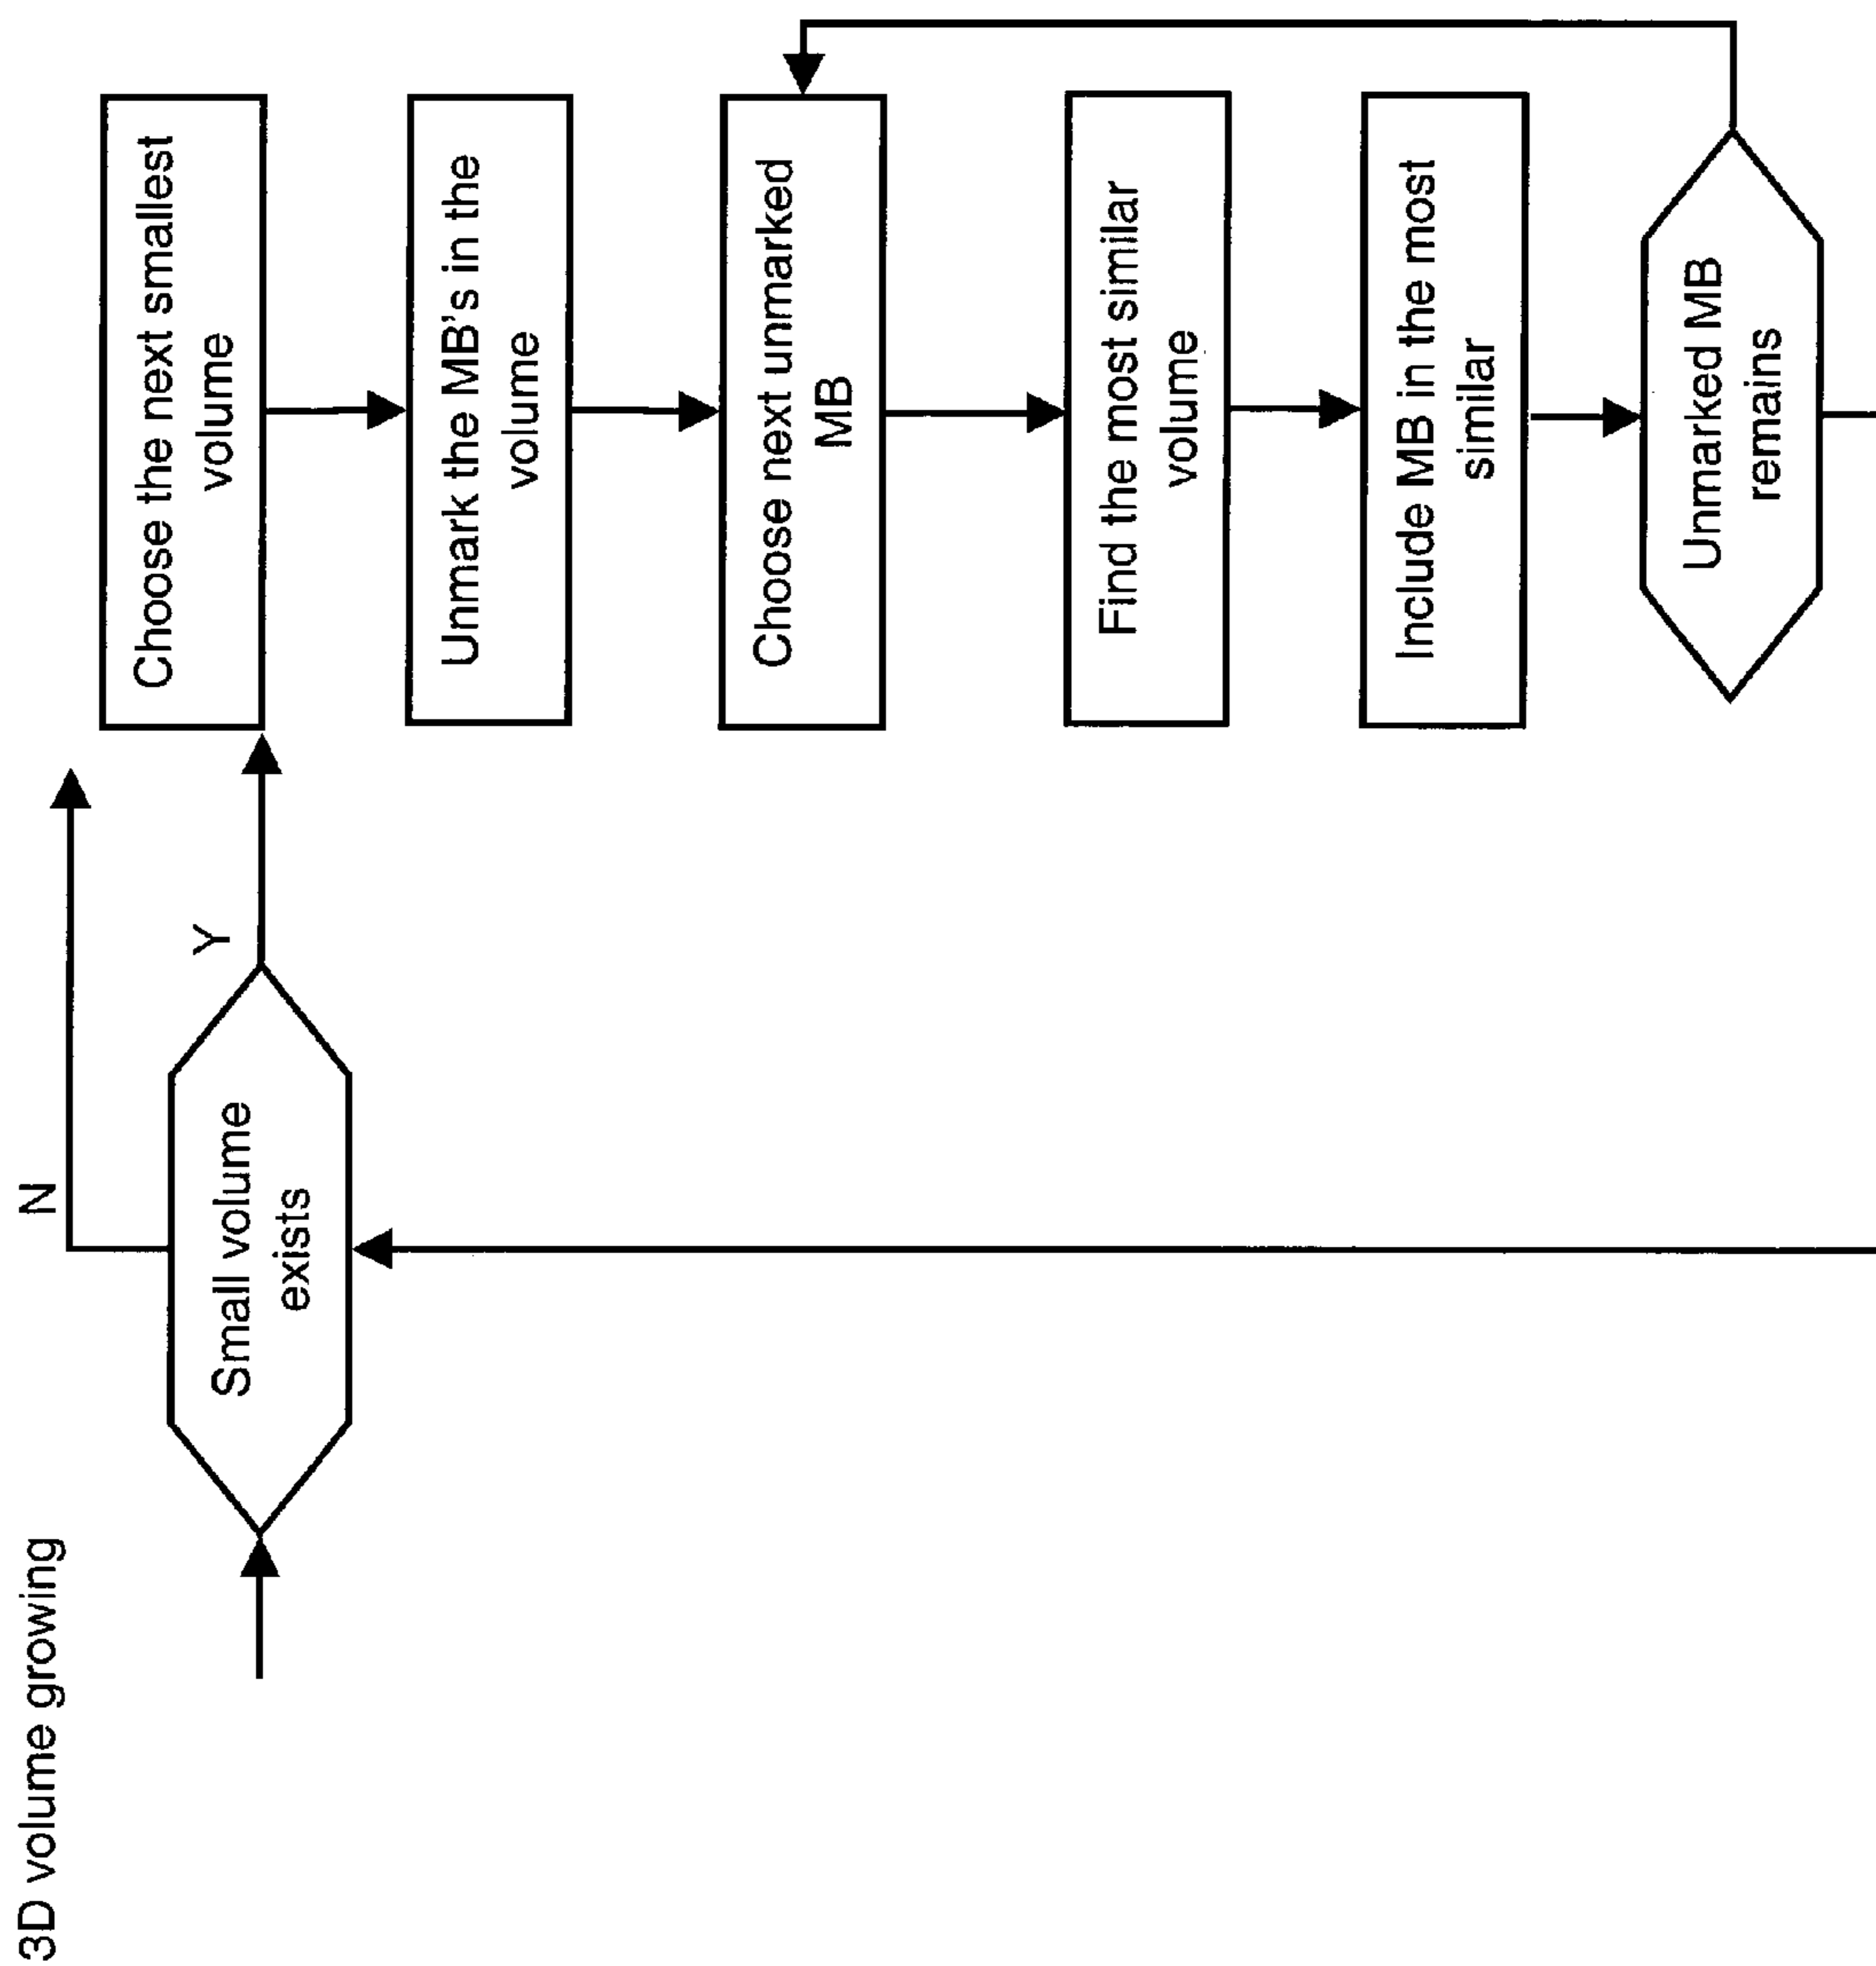 3D volume growing
Small volume
exists
N
Y
Choose the next smallest
volume
Unmark the MB's in the
volume
Choose next unmarked
MB
Find the most similar
volume
Include MB in the most
similar
Unmarked MB
remains